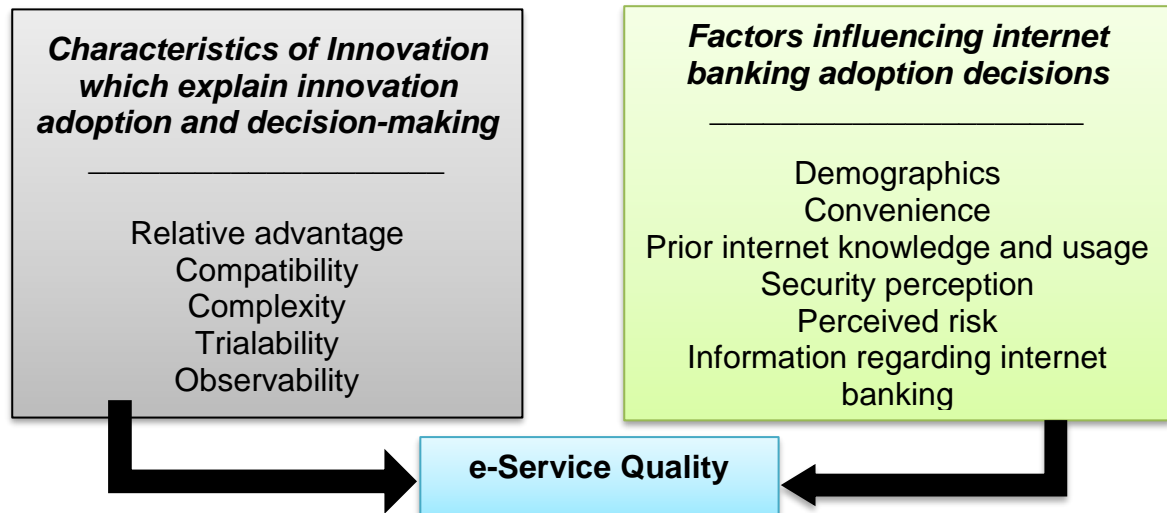 Characteristics of Innovation
which explain innovation
adoption and decision-making
Relative advantage
Compatibility
Complexity
Trialability
Observability
Factors influencing internet
banking adoption decisions
Demographics
Convenience
Prior internet knowledge and usage
Security perception
Perceived risk
Information regarding internet
banking
e-Service Quality